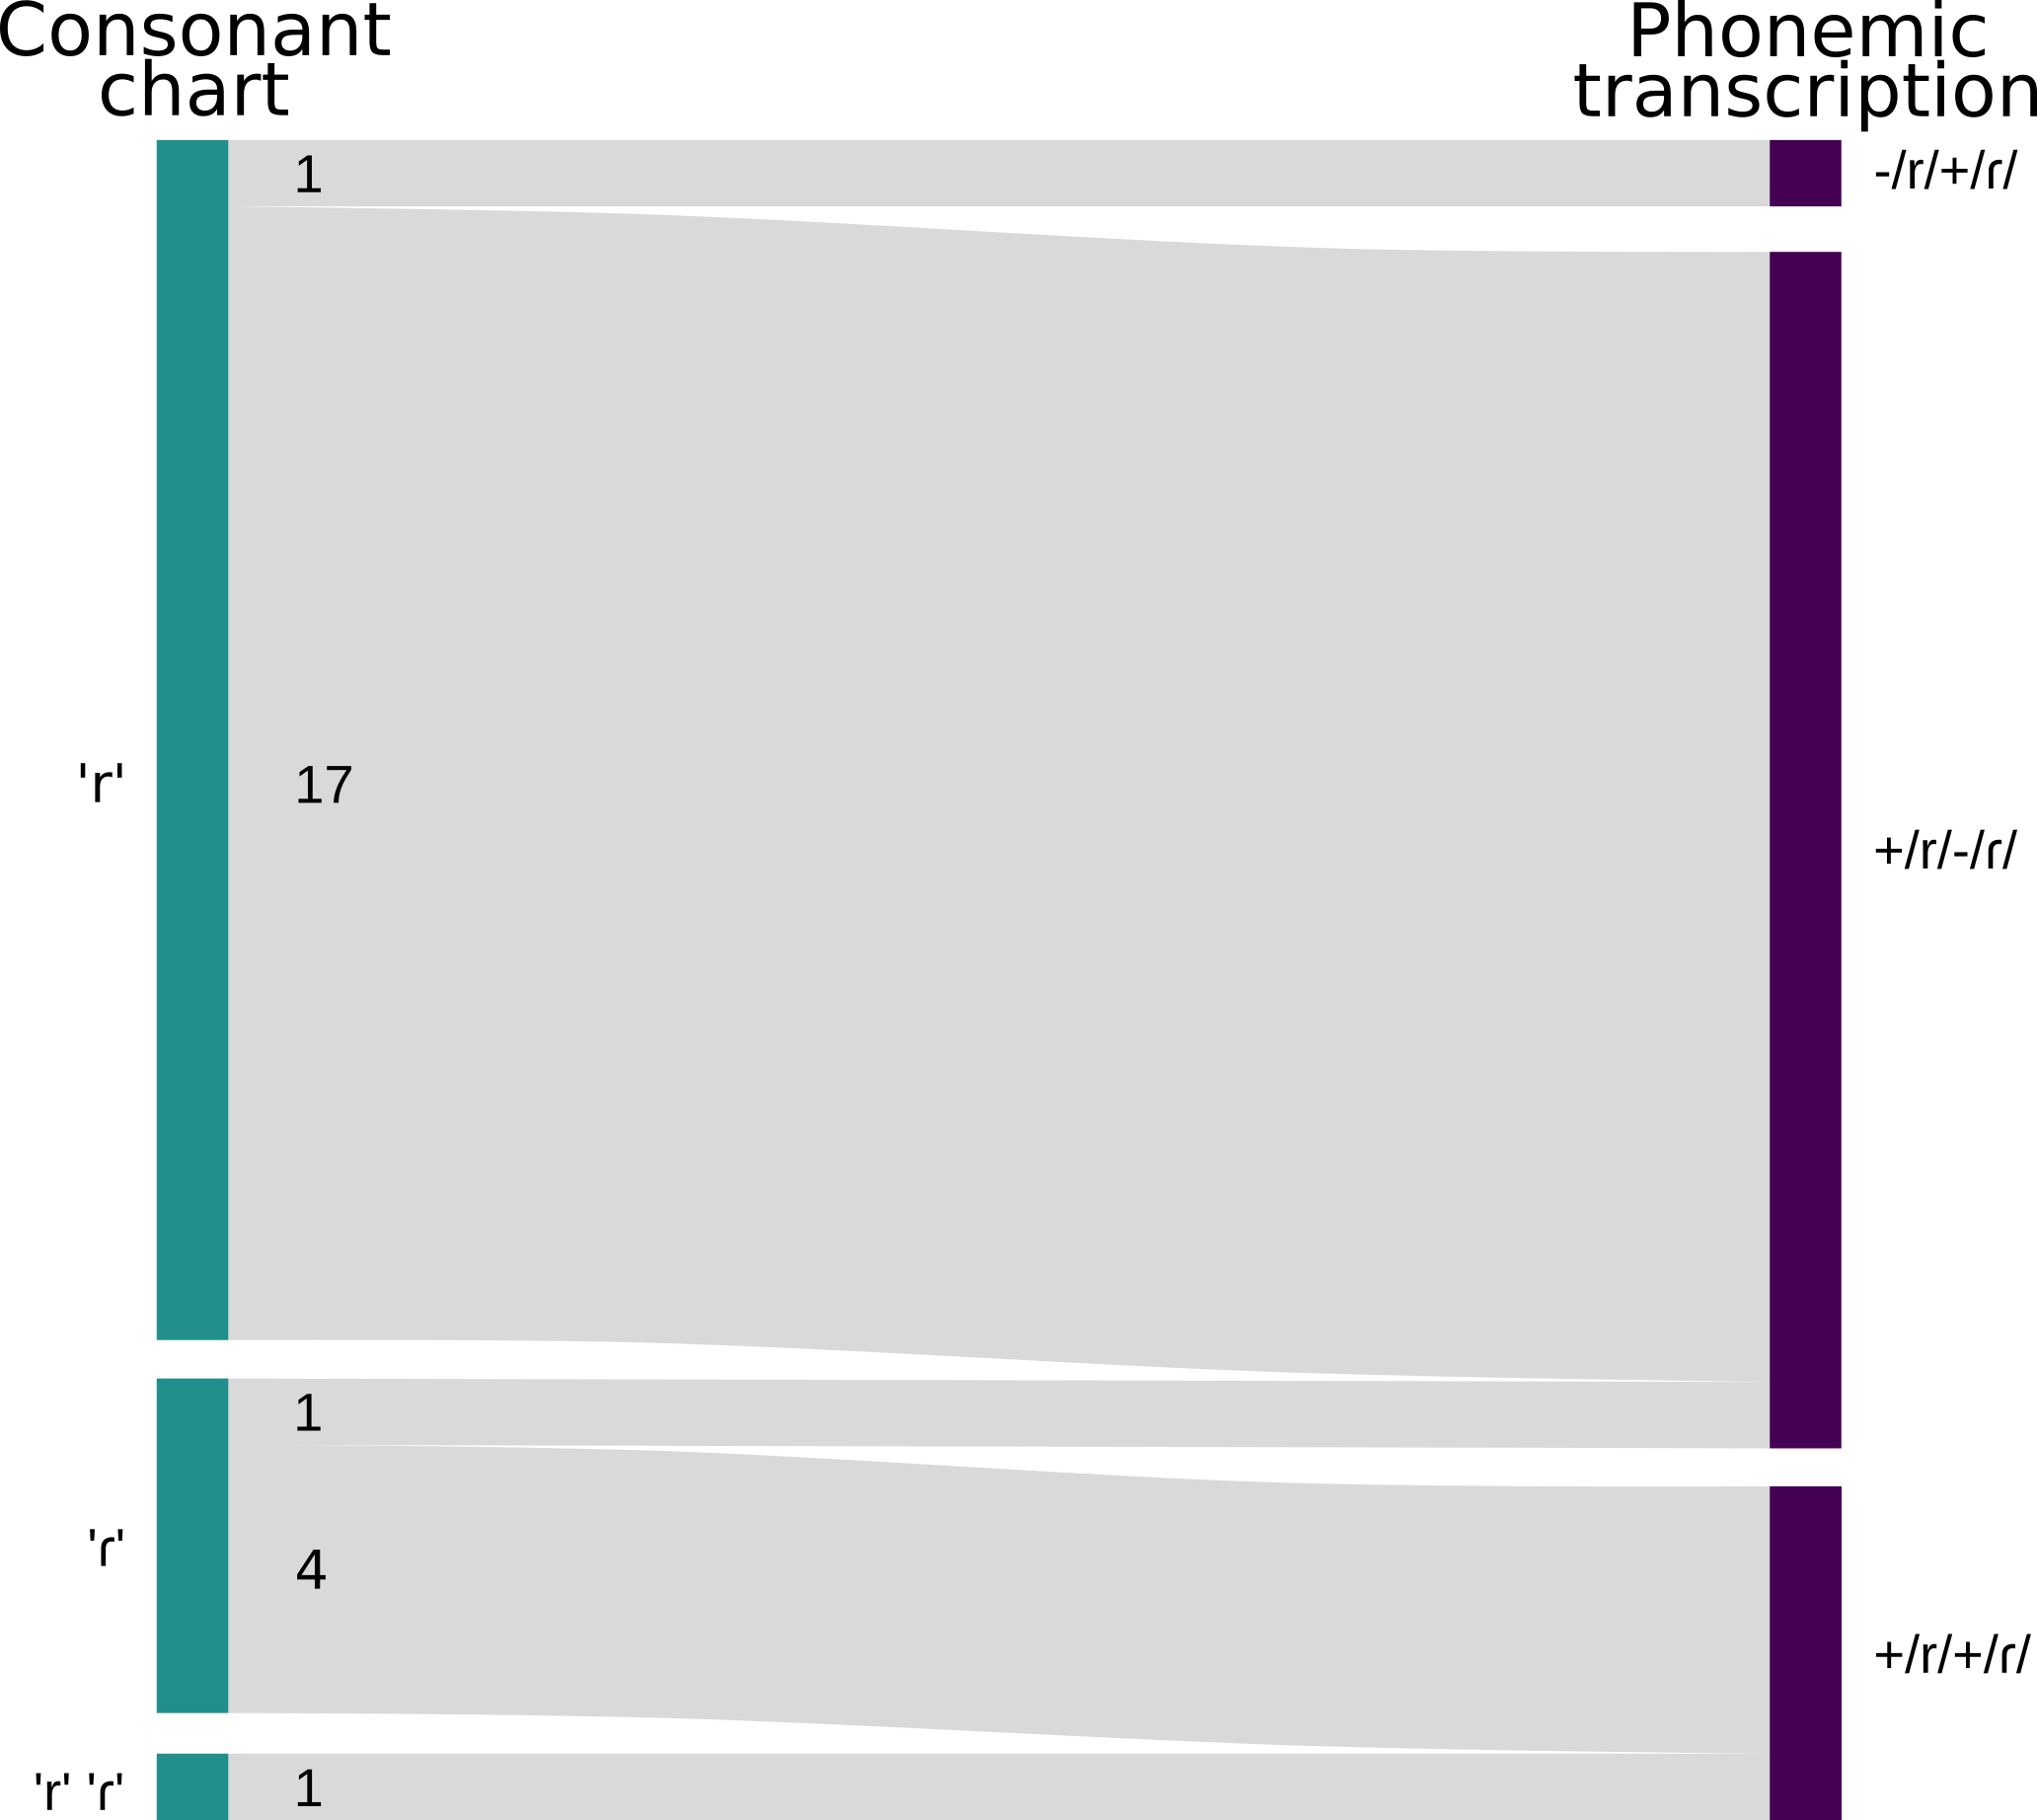 Consonant
chart
Phonemic
transcription
1
-/r/+/ɾ/
'r'
17
+/r/-/ɾ/
1
'ɾ'
4
+/r/+/ɾ/
'r' 'ɾ'
1